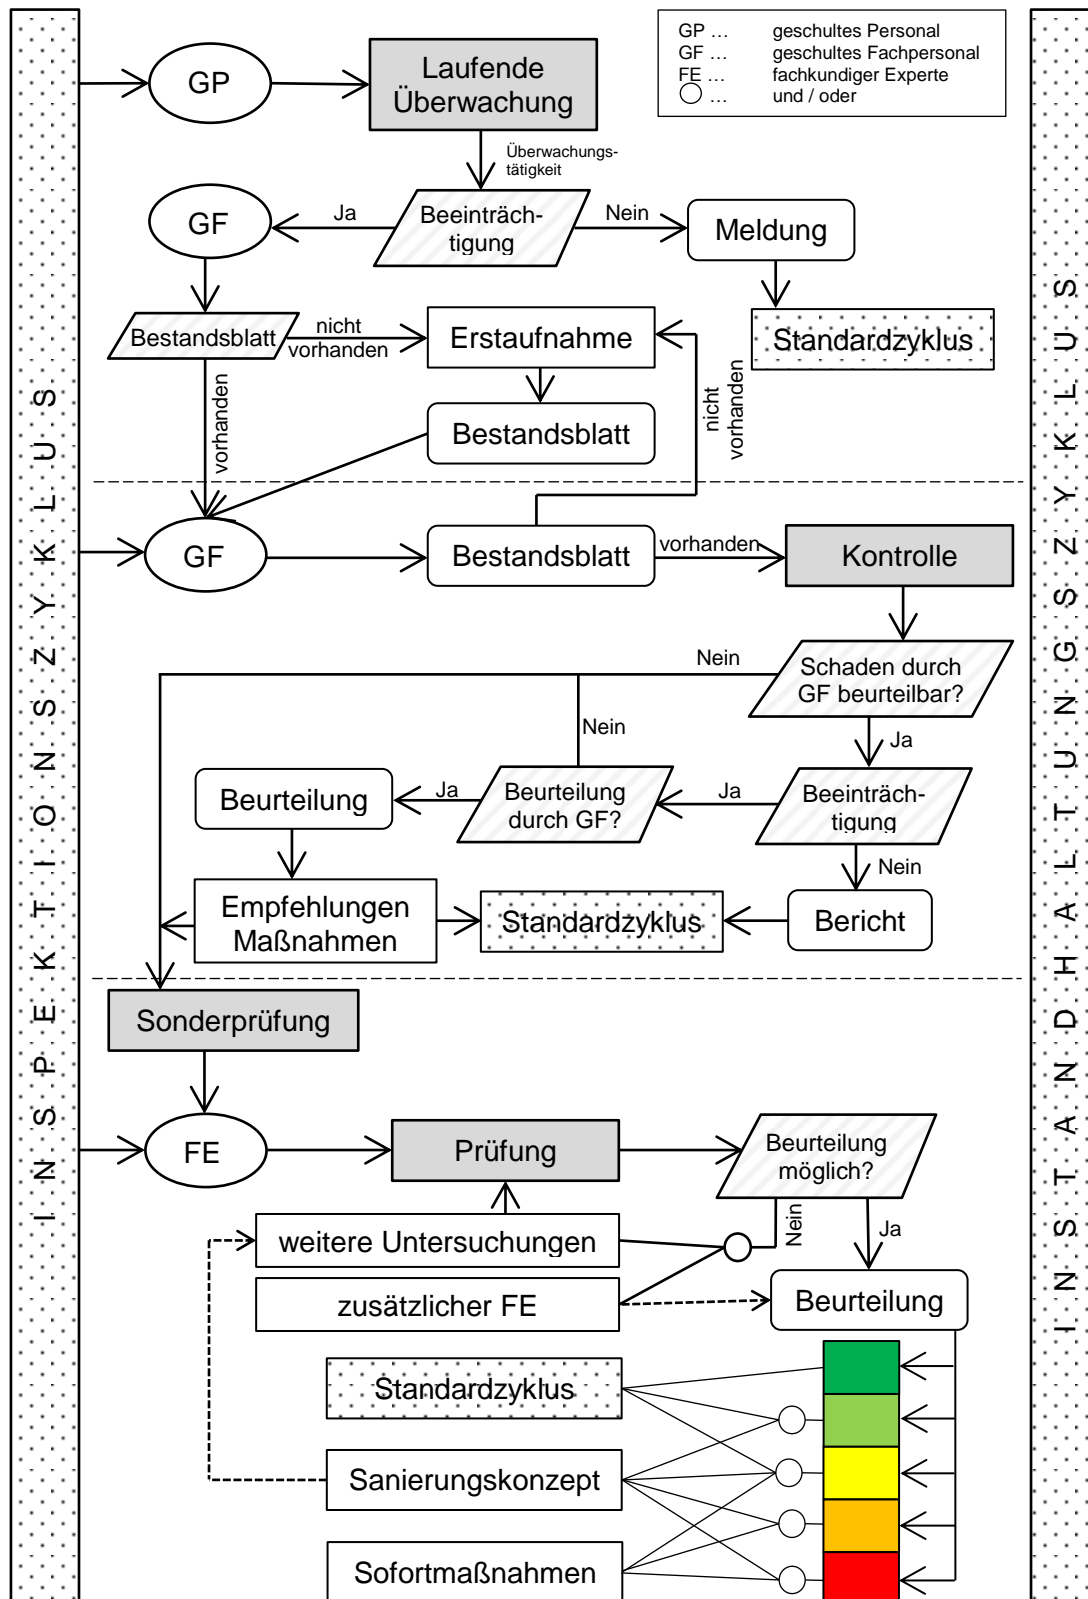 GP … geschultes Personal
GF … geschultes Fachpersonal
FE … fachkundiger Experte
… und / oder
INSPEKTIONSZYKLUS
INSTANDHALTUNGSZYKLUS
GP
Laufende
Überwachung
Überwachungs-
tätigkeit
GF
Ja
Beeinträch-
tigung
Nein
Meldung
Bestandsblatt
nicht
vorhanden
Erstaufnahme
Standardzyklus
vorhanden
Bestandsblatt
nicht
vorhanden
GF
Bestandsblatt
vorhanden
Kontrolle
Nein
Schaden durch
GF beurteilbar?
Nein
Ja
Beurteilung
Ja
Beurteilung
durch GF?
Ja
Beeinträch-
tigung
Nein
Empfehlungen
Maßnahmen
Standardzyklus
Bericht
Sonderprüfung
FE
Prüfung
Beurteilung
möglich?
Nein
Ja
weitere Untersuchungen
zusätzlicher FE
Beurteilung
Standardzyklus
Sanierungskonzept
Sofortmaßnahmen